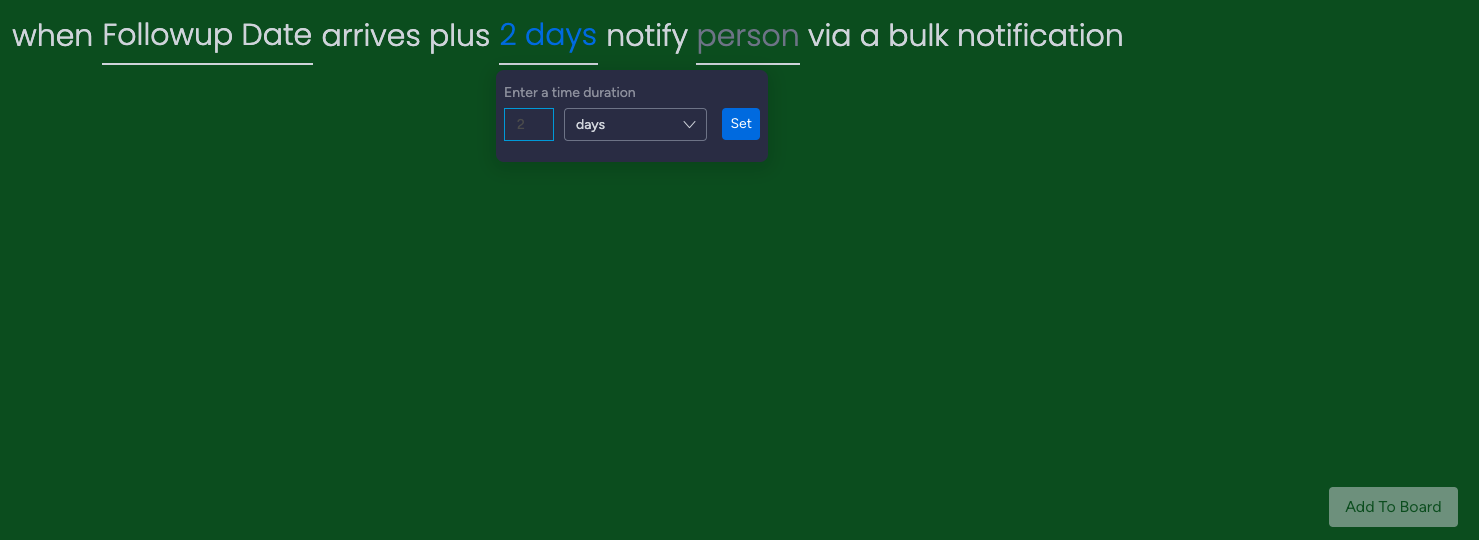 when Followup Date arrives plus 2 days notify person via a bulk notification
Enter a time duration
2 days Set
Add To Board